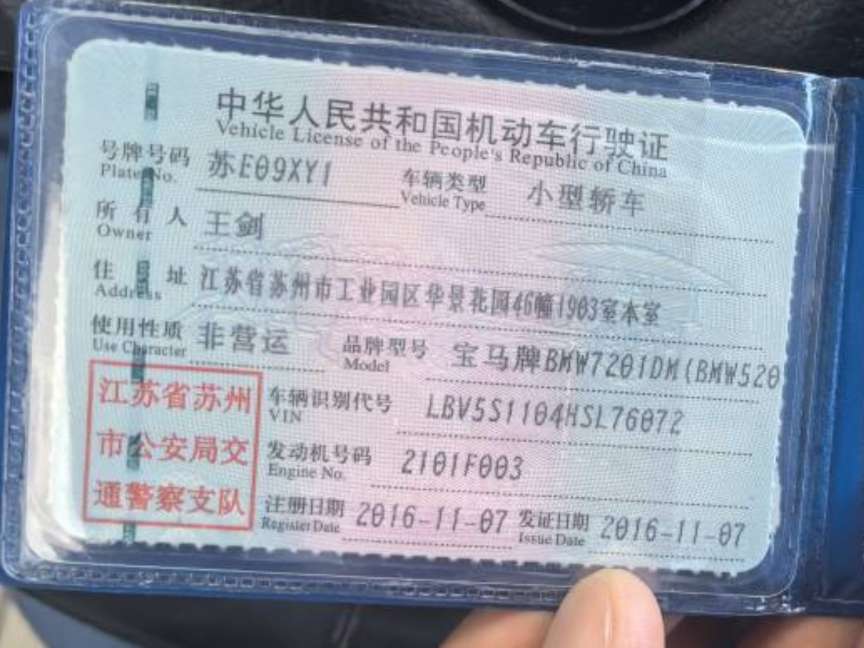 中华人民共和国机动车行驶证
Vehicle License of the People's Republic of China
号牌号码 苏E09XY1 车辆类型 小型轿车
Plate No. Vehicle Type
所有人 王剑
Owner
住址 江苏省苏州市工业园区华景花园46幢1903室本室
Address
使用性质 非营运 品牌型号 宝马牌BMW7201DM(BMW520
Use Character Model
江苏省苏州 车辆识别代号 LBV5S1104HSL76072
VIN
市公安局交 发动机号码 2101F003
Engine No.
通警察支队 注册日期 2016-11-07 发证日期 2016-11-07
Register Date Issue Date